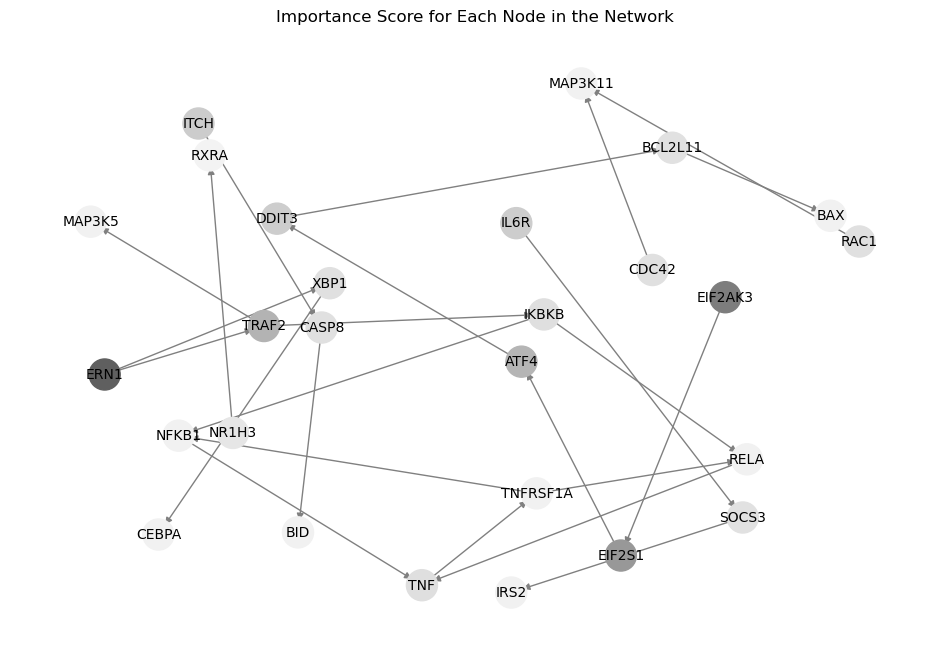 Importance Score for Each Node in the Network
MAP3K11
ITCH
BCL2L11
RXRA
BAX
MAP3K5
DDIT3
IL6R
RAC1
CDC42
XBP1
EIF2AK3
IKBKB
TRAF2
CASP8
ATF4
ERN1
NFKB1
NR1H3
RELA
TNFRSF1A
SOCS3
CEBPA
BID
EIF2S1
TNF
IRS2